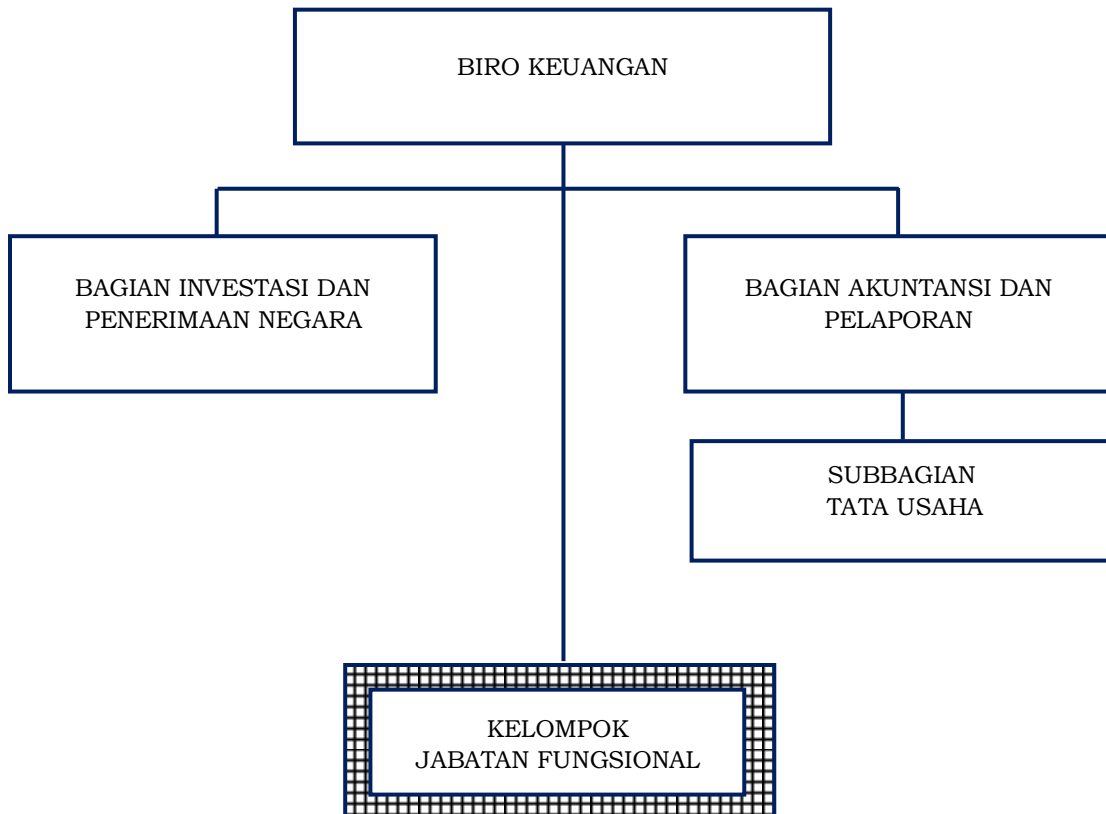 BIRO KEUANGAN
BAGIAN INVESTASI DAN
PENERIMAAN NEGARA
BAGIAN AKUNTANSI DAN
PELAPORAN
SUBBAGIAN
TATA USAHA
KELOMPOK
JABATAN FUNGSIONAL